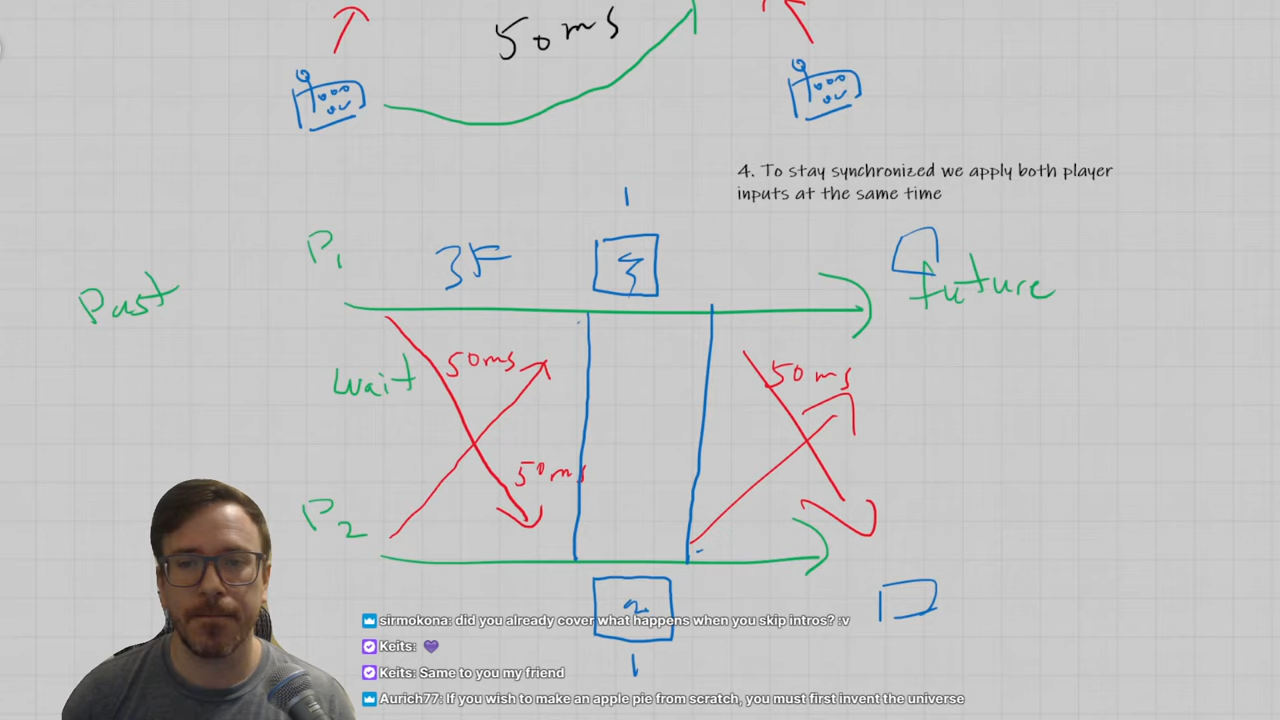 50ms
4. To stay synchronized we apply both player
inputs at the same time
1
P1
3F
3
Past
future
wait
50ms
50ms
50ms
P2
2
sirmokona: did you already cover what happens when you skip intros? :v
Keits: 💜
Keits: Same to you my friend
1
Aurich77: If you wish to make an apple pie from scratch, you must first invent the universe